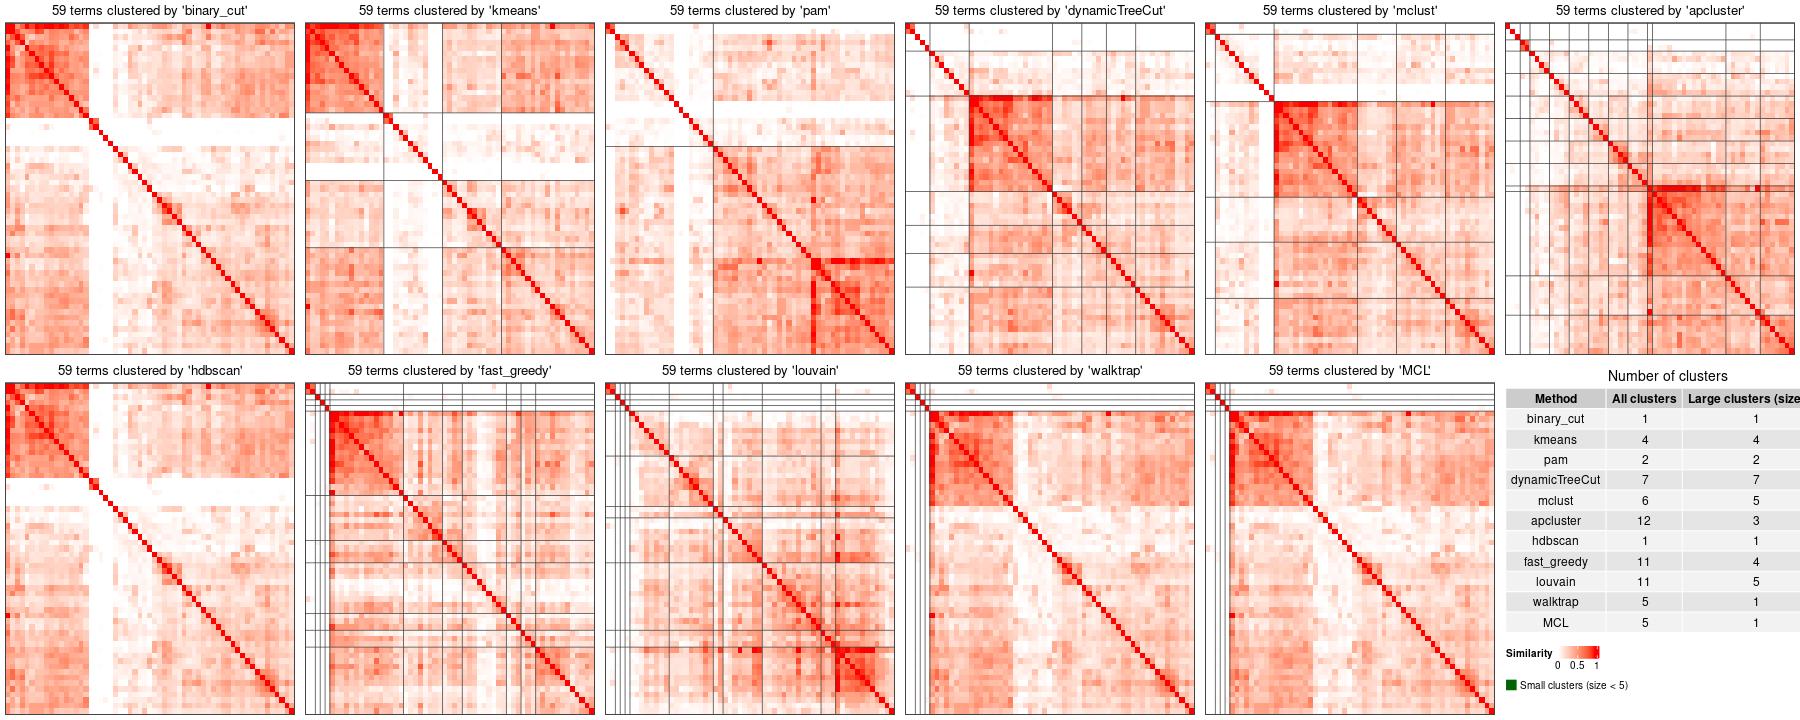 59 terms clustered by 'binary_cut'
59 terms clustered by 'kmeans'
59 terms clustered by 'pam'
59 terms clustered by 'dynamicTreeCut'
59 terms clustered by 'mclust'
59 terms clustered by 'apcluster'
59 terms clustered by 'hdbscan'
59 terms clustered by 'fast_greedy'
59 terms clustered by 'louvain'
59 terms clustered by 'walktrap'
59 terms clustered by 'MCL'
Number of clusters
Method All clusters Large clusters (size
binary_cut 1 1
kmeans 4 4
pam 2 2
dynamicTreeCut 7 7
mclust 6 5
apcluster 12 3
hdbscan 1 1
fast_greedy 11 4
louvain 11 5
walktrap 5 1
MCL 5 1
Similarity
0 0.5 1
Small clusters (size < 5)